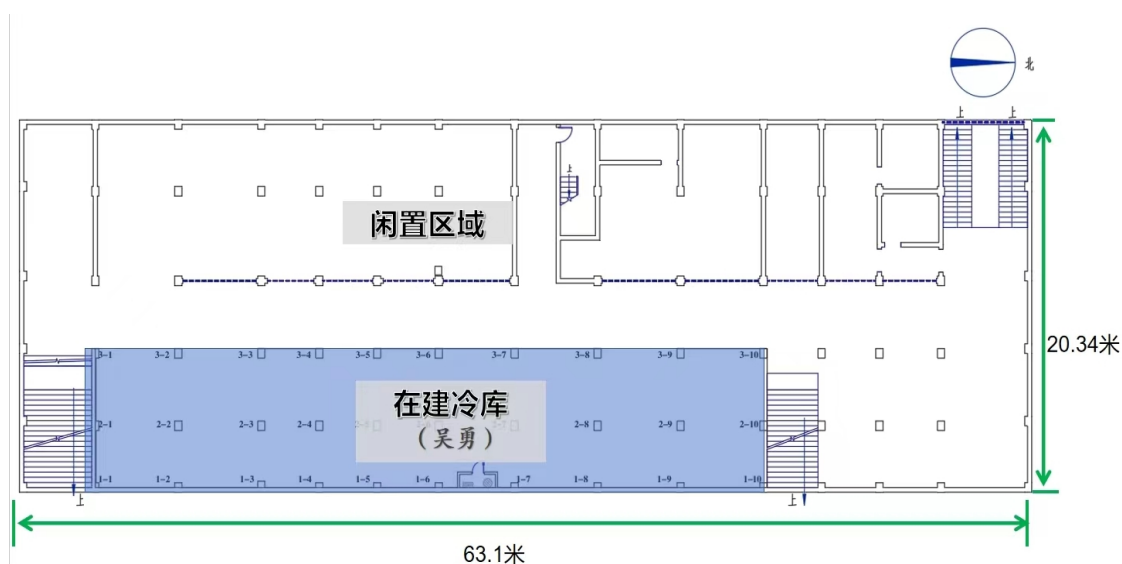 北
上 上
上
闲置区域
20.34米
3-1 3-2 3-3 3-4 3-5 3-6 3-7 3-8 3-9 3-10
在建冷库
2-1 2-2 2-3 2-4 2-8 2-9 2-10
（吴勇）
1-1 1-2 1-3 1-4 1-5 1-6 1-7 1-8 1-9 1-10
上 上
63.1米